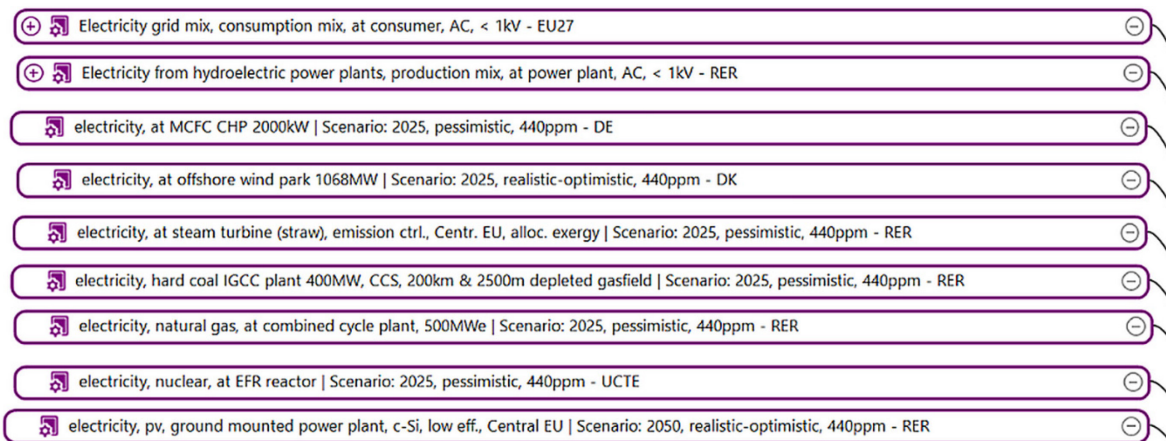 Electricity grid mix, consumption mix, at consumer, AC, < 1kV - EU27
Electricity from hydroelectric power plants, production mix, at power plant, AC, < 1kV - RER
electricity, at MCFC CHP 2000kW | Scenario: 2025, pessimistic, 440ppm - DE
electricity, at offshore wind park 1068MW | Scenario: 2025, realistic-optimistic, 440ppm - DK
electricity, at steam turbine (straw), emission ctrl., Centr. EU, alloc. exergy | Scenario: 2025, pessimistic, 440ppm - RER
electricity, hard coal IGCC plant 400MW, CCS, 200km & 2500m depleted gasfield | Scenario: 2025, pessimistic, 440ppm - RER
electricity, natural gas, at combined cycle plant, 500MWe | Scenario: 2025, pessimistic, 440ppm - RER
electricity, nuclear, at EFR reactor | Scenario: 2025, pessimistic, 440ppm - UCTE
electricity, pv, ground mounted power plant, c-Si, low eff., Central EU | Scenario: 2050, realistic-optimistic, 440ppm - RER